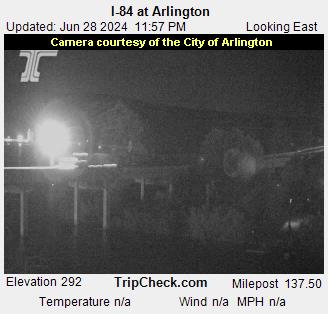 I-84 at Arlington
Updated: Jun 28 2024 11:57 PM Looking East
Camera courtesy of the City of Arlington
Elevation 292 TripCheck.com Milepost 137.50
Temperature n/a Wind n/a MPH n/a